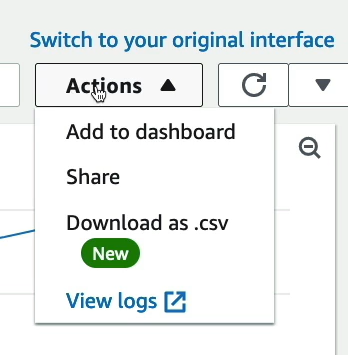 Switch to your original interface
Actions
Add to dashboard
Share
Download as .csv
New
View logs